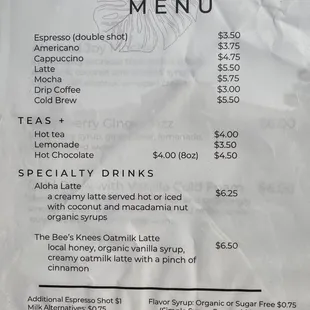 MENU
Espresso (double shot) $3.50
Americano $3.75
Cappuccino $4.75
Latte $5.50
Mocha $5.75
Drip Coffee $3.00
Cold Brew $5.50
TEAS +
Hot tea $4.00
Lemonade $3.50
Hot Chocolate $4.00 (8oz) $4.50
SPECIALTY DRINKS
Aloha Latte
a creamy latte served hot or iced $6.25
with coconut and macadamia nut
organic syrups
The Bee's Knees Oatmilk Latte
local honey, organic vanilla syrup, $6.50
creamy oatmilk latte with a pinch of
cinnamon
Additional Espresso Shot $1 Flavor Syrup: Organic or Sugar Free $0.75
Milk Alternatives: $0.75